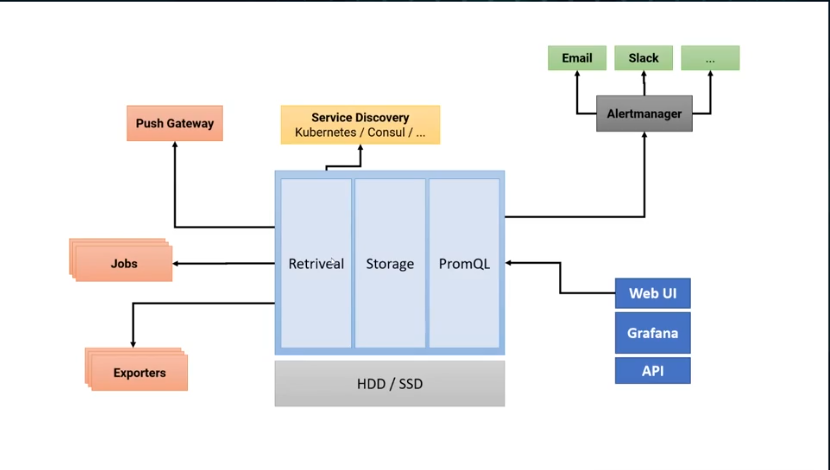 Email
Slack
...
Alertmanager
Push Gateway
Service Discovery
Kubernetes / Consul / ...
Jobs
Exporters
Retriveal
Storage
PromQL
HDD / SSD
Web UI
Grafana
API